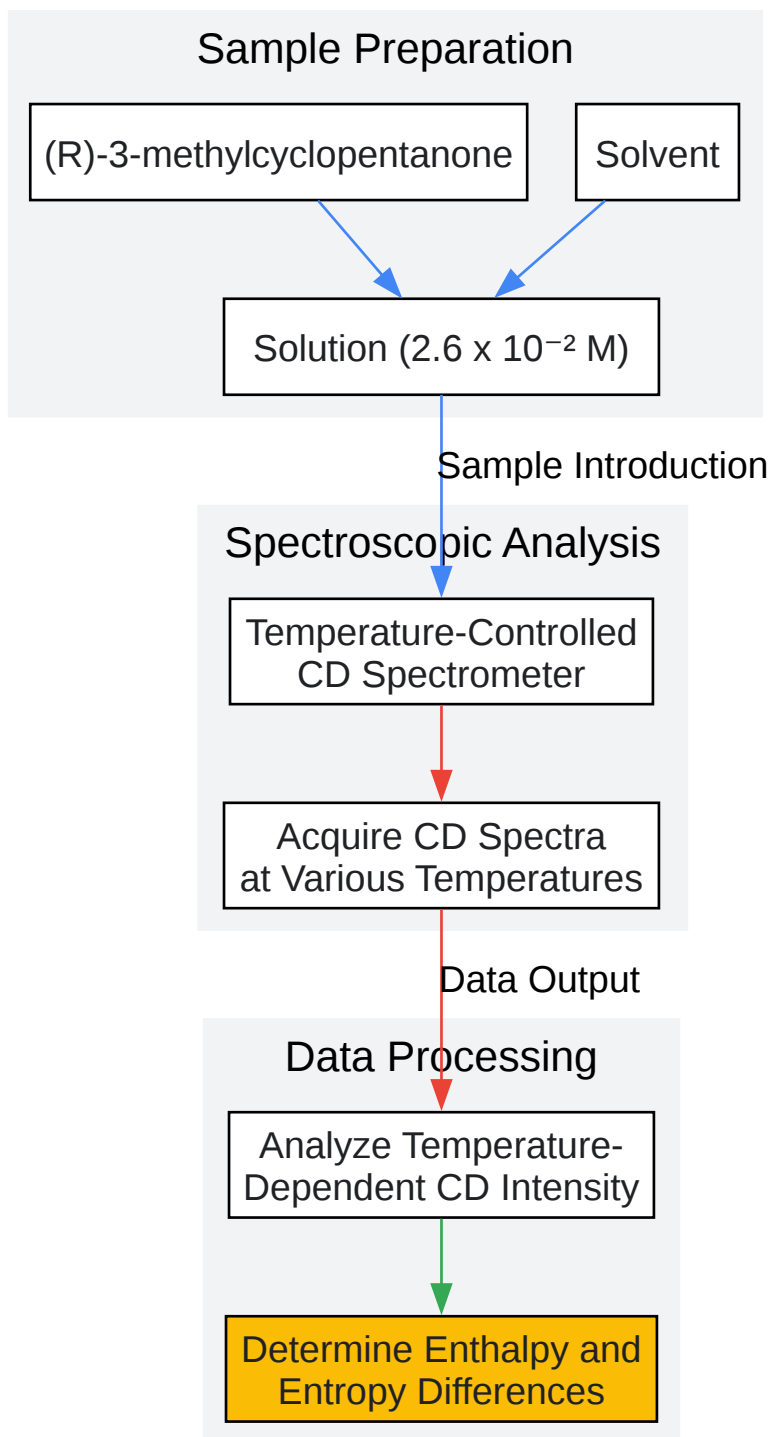 Sample Preparation
(R)-3-methylcyclopentanone
Solvent
Solution (2.6 x 10⁻² M)
Sample Introduction
Spectroscopic Analysis
Temperature-Controlled
CD Spectrometer
Acquire CD Spectra
at Various Temperatures
Data Output
Data Processing
Analyze Temperature-
Dependent CD Intensity
Determine Enthalpy and
Entropy Differences